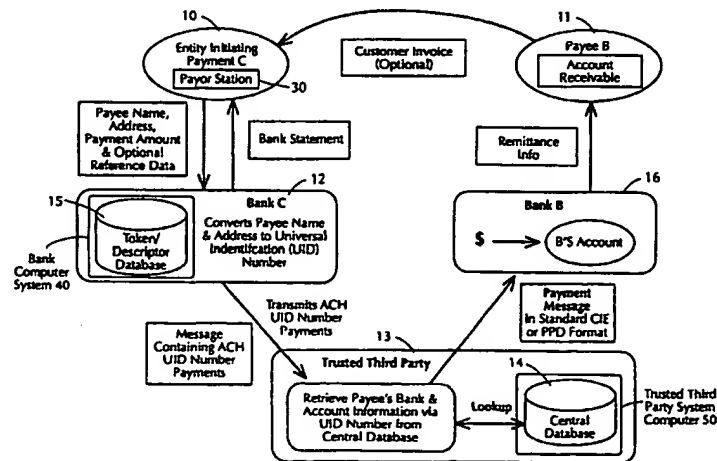 10
11
Entity Initiating
Payment C
Payor Station
30
Customer Invoice
(Optional)
Payee B
Account
Receivable
Payee Name,
Address,
Payment Amount
& Optional
Reference Data
Bank Statement
Remittance
Info
12
16
15
Bank C
Converts Payee Name
& Address to Universal
Indentifcation (UID)
Number
Token/
Descriptor
Database
Bank
Computer
System 40
Bank B
$
B'S Account
Transmits ACH
UID Number
Payments
Message
Containing ACH
UID Number
Payments
Payment
Message
In Standard CIE
or PPD Format
13
Trusted Third Party
14
Retrieve Payee's Bank &
Account Information via
UID Number from
Central Database
Lookup
Central
Database
Trusted Third
Party System
Computer 50